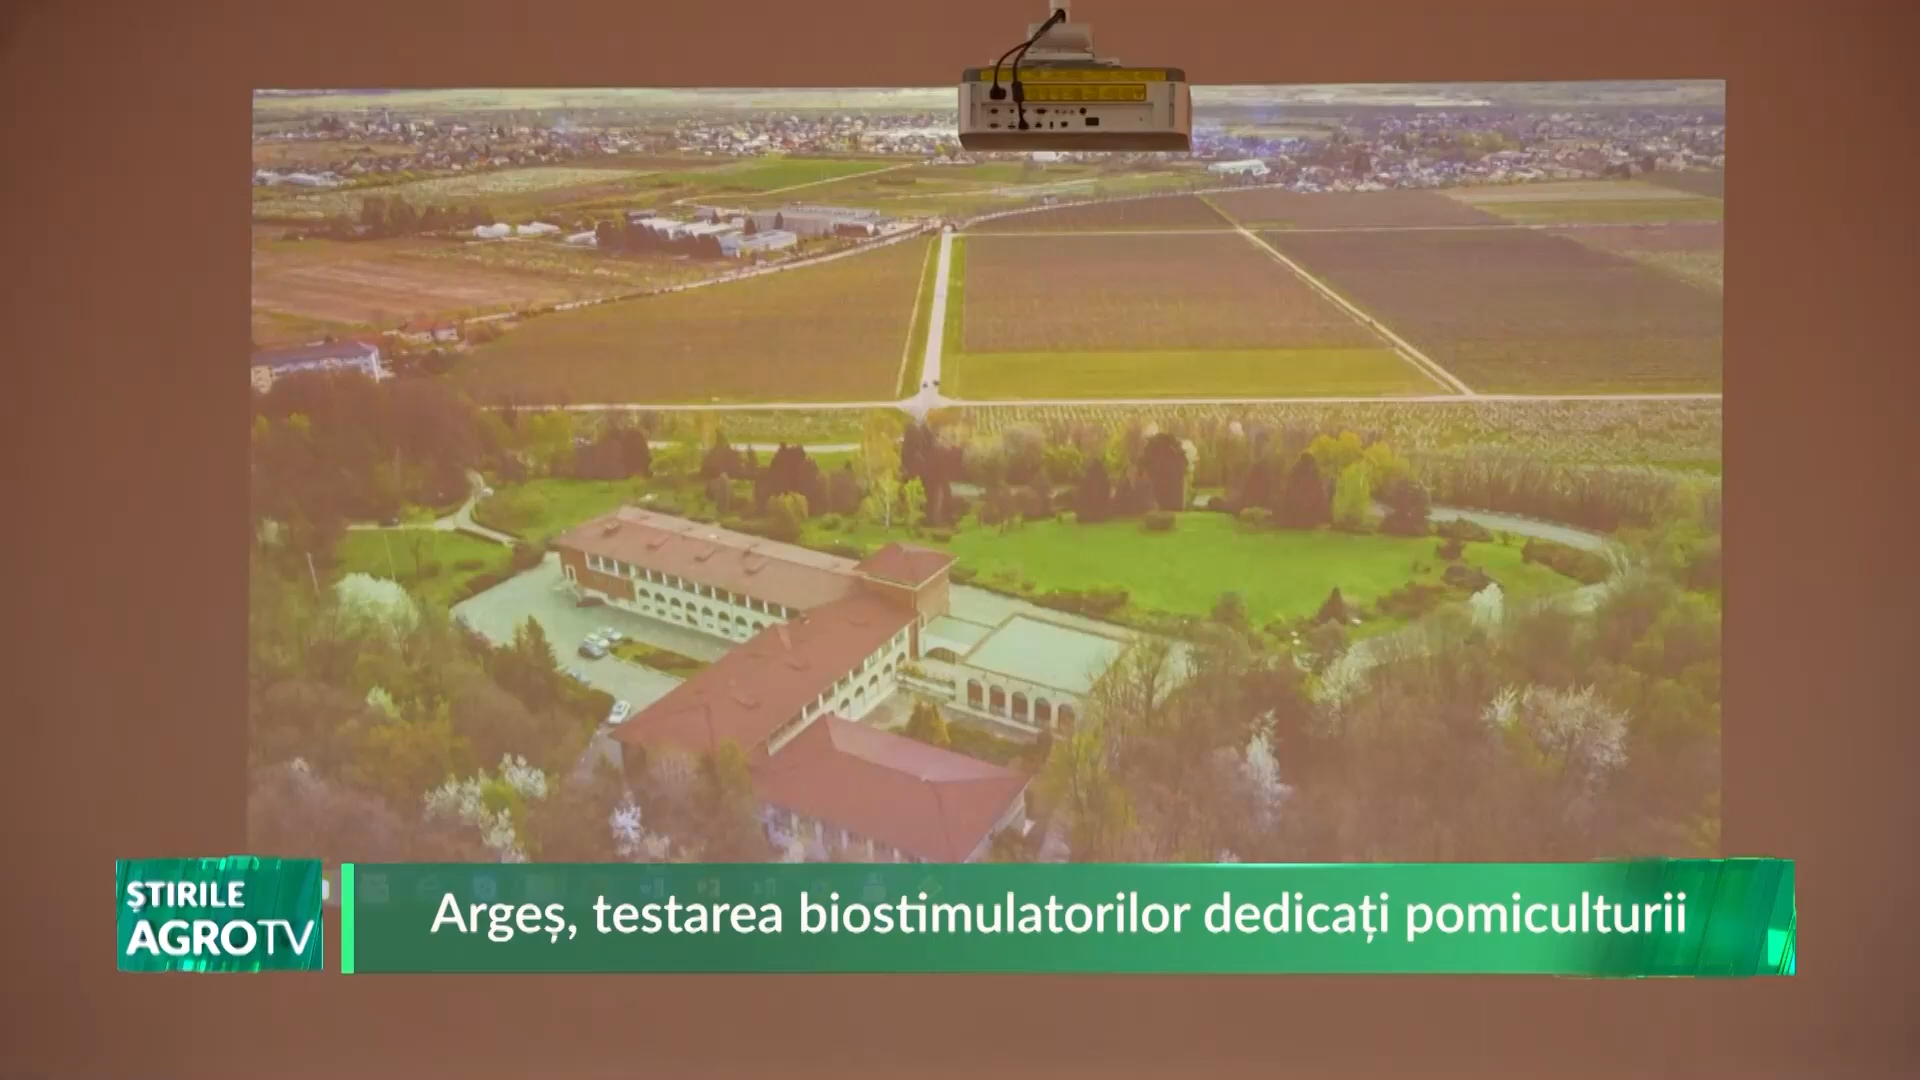 ȘTIRILE
AGROTV
Argeș, testarea biostimulatorilor dedicați pomiculturii